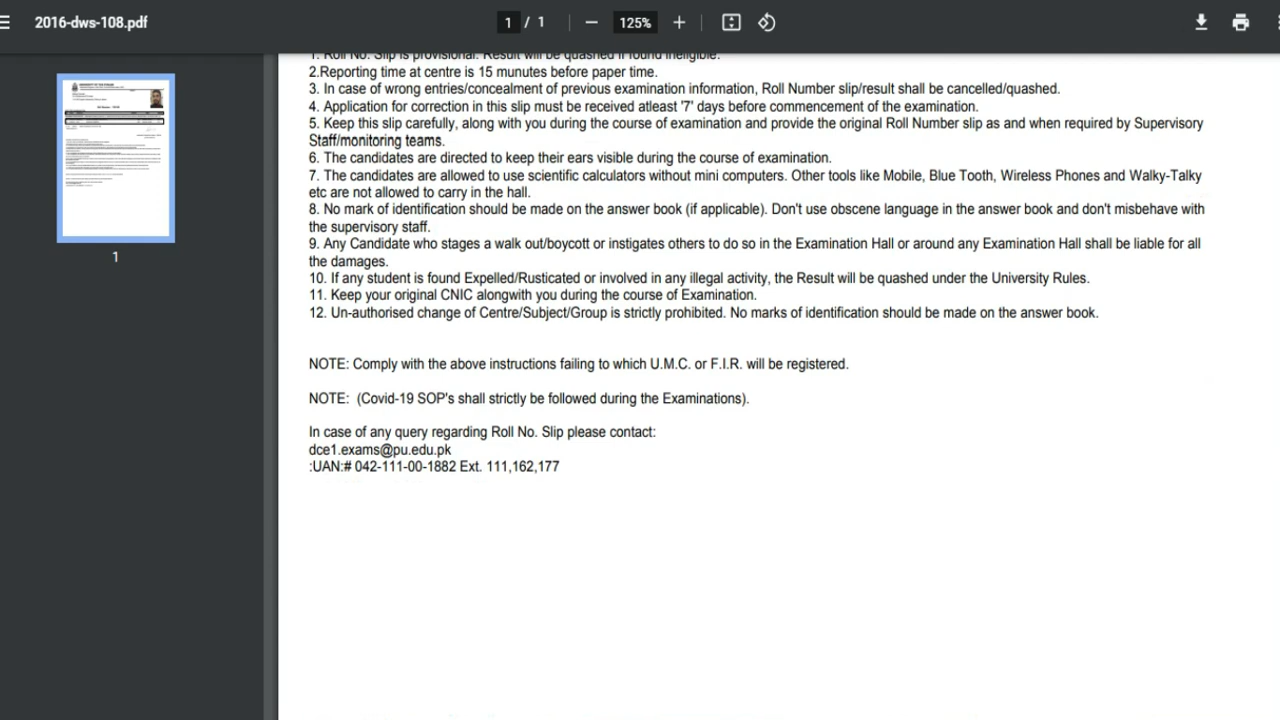 2016-dws-108.pdf
1 / 1
125%
1. Roll No. Slip is provisional. Result will be quashed if found ineligible.
2.Reporting time at centre is 15 munutes before paper time.
3. In case of wrong entries/concealment of previous examination information, Roll Number slip/result shall be cancelled/quashed.
4. Application for correction in this slip must be received atleast '7' days before commencement of the examination.
5. Keep this slip carefully, along with you during the course of examination and provide the original Roll Number slip as and when required by Supervisory
Staff/monitoring teams.
6. The candidates are directed to keep their ears visible during the course of examination.
7. The candidates are allowed to use scientific calculators without mini computers. Other tools like Mobile, Blue Tooth, Wireless Phones and Walky-Talky
etc are not allowed to carry in the hall.
8. No mark of identification should be made on the answer book (if applicable). Don't use obscene language in the answer book and don't misbehave with
the supervisory staff.
9. Any Candidate who stages a walk out/boycott or instigates others to do so in the Examination Hall or around any Examination Hall shall be liable for all
the damages.
10. If any student is found Expelled/Rusticated or involved in any illegal activity, the Result will be quashed under the University Rules.
11. Keep your original CNIC alongwith you during the course of Examination.
12. Un-authorised change of Centre/Subject/Group is strictly prohibited. No marks of identification should be made on the answer book.
NOTE: Comply with the above instructions failing to which U.M.C. or F.I.R. will be registered.
NOTE: (Covid-19 SOP's shall strictly be followed during the Examinations).
In case of any query regarding Roll No. Slip please contact:
dce1.exams@pu.edu.pk
:UAN:# 042-111-00-1882 Ext. 111,162,177
1